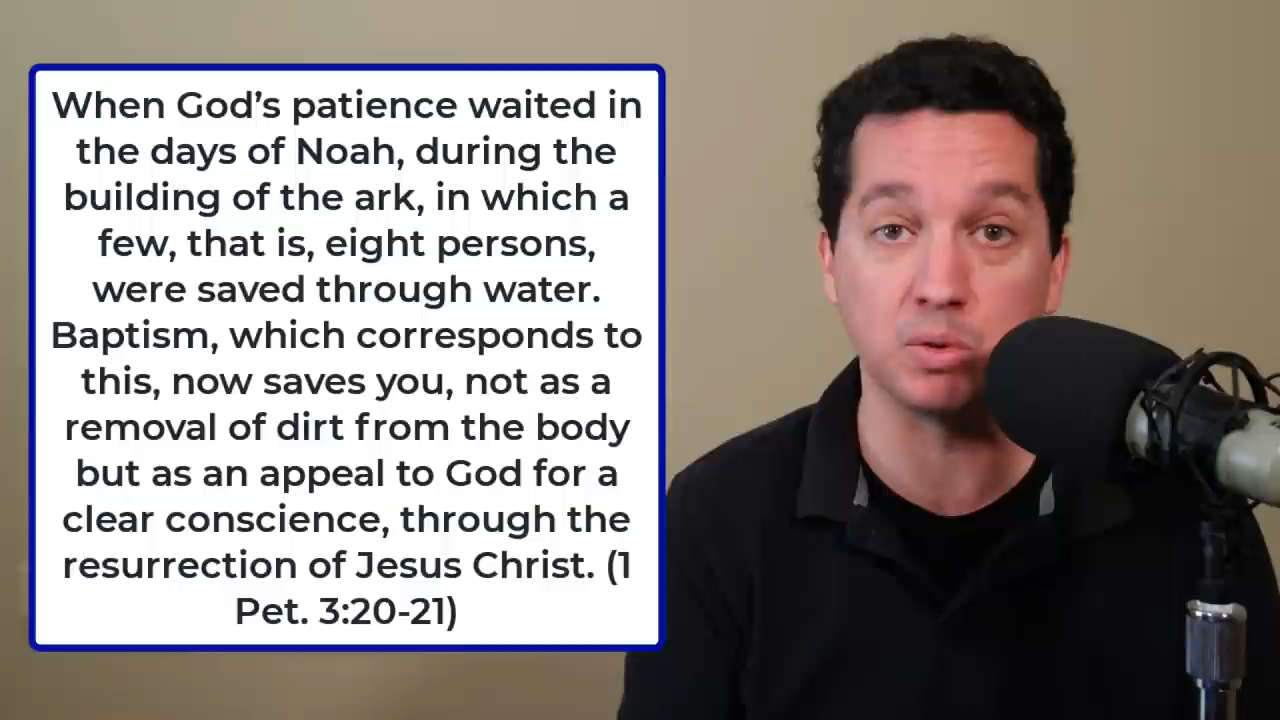 When God’s patience waited in
the days of Noah, during the
building of the ark, in which a
few, that is, eight persons,
were saved through water.
Baptism, which corresponds to
this, now saves you, not as a
removal of dirt from the body
but as an appeal to God for a
clear conscience, through the
resurrection of Jesus Christ. (1
Pet. 3:20-21)